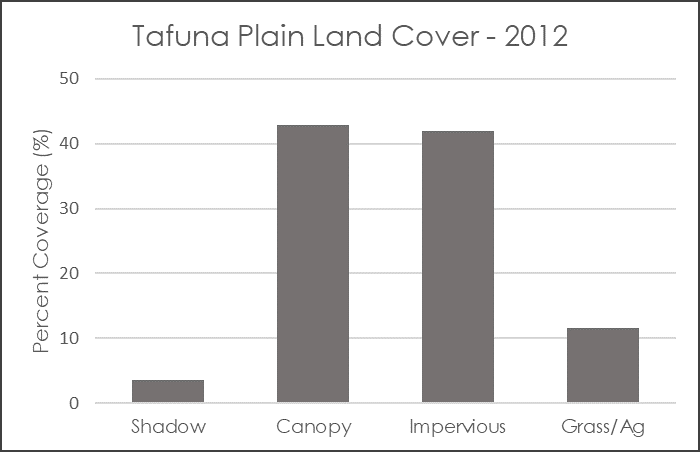 Tafuna Plain Land Cover - 2012
Percent Coverage (%)
50
40
30
20
10
0
Shadow Canopy Impervious Grass/Ag